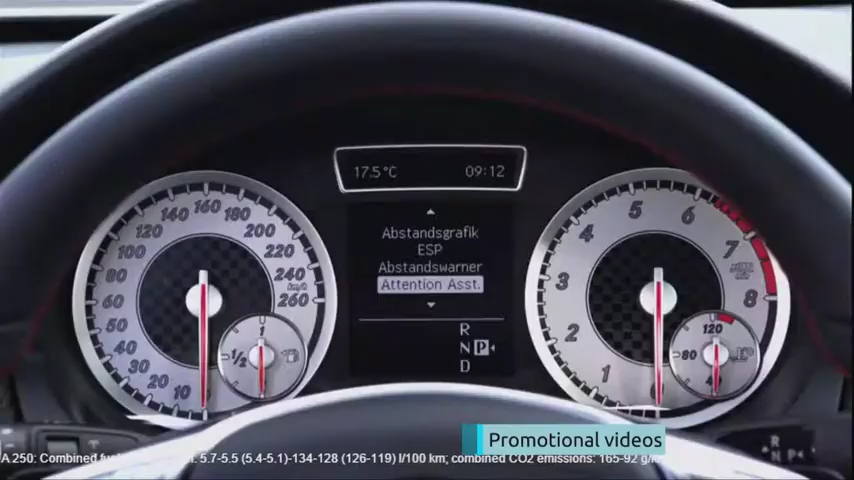 17.5°C 09:12
Abstandsgrafik
ESP
Abstandswarner
Attention Asst.
R
N P
D
10 20 30 40 50 60 80 100 120 140 160 180 200 220 240 260
km/h
1/2 1
1 2 3 4 5 6 7 8
80 120
R
N P
Promotional videos
A 250: Combined 5.7-5.5 (5.4-5.1)-134-128 (126-119) l/100 km; combined CO2 emissions: 165-92 g/